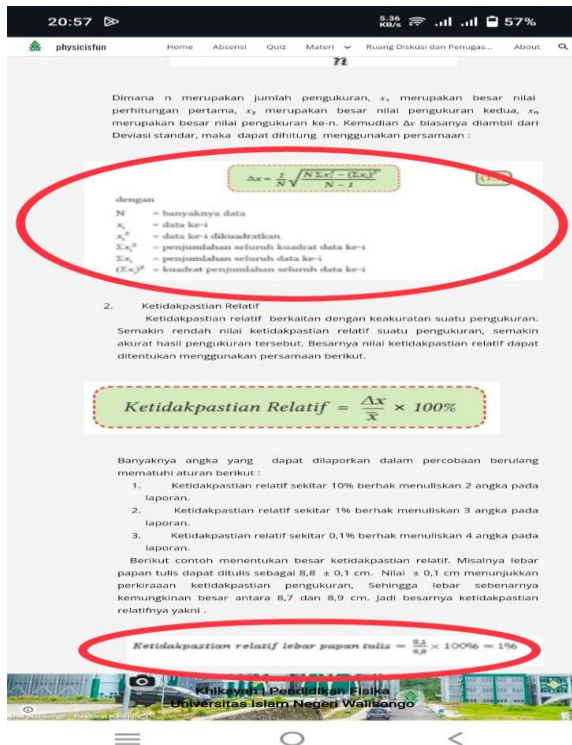 20:57
5.36 KB/s 57%
physicisfun Home Absensi Quiz Materi Ruang Diskusi dan Penugas... About
n
Dimana n merupakan jumlah pengukuran, x₁ merupakan besar nilai
perhitungan pertama, x₂ merupakan besar nilai pengukuran kedua, xₙ
merupakan besar nilai pengukuran ke-n. Kemudian Δx biasanya diambil dari
Deviasi standar, maka dapat dihitung menggunakan persamaan :
Δx = 1/N √((N Σxᵢ² − (Σxᵢ)²)/(N − 1))
dengan
N = banyaknya data
xᵢ = data ke-i
xᵢ² = data ke-i dikuadratkan
Σxᵢ² = penjumlahan seluruh kuadrat data ke-i
Σxᵢ = penjumlahan seluruh data ke-i
(Σxᵢ)² = kuadrat penjumlahan seluruh data ke-i
2. Ketidakpastian Relatif
Ketidakpastian relatif berkaitan dengan keakuratan suatu pengukuran.
Semakin rendah nilai ketidakpastian relatif suatu pengukuran, semakin
akurat hasil pengukuran tersebut. Besarnya nilai ketidakpastian relatif dapat
ditentukan menggunakan persamaan berikut.
Ketidakpastian Relatif = Δx/x̄ × 100%
Banyaknya angka yang dapat dilaporkan dalam percobaan berulang
mematuhi aturan berikut :
1. Ketidakpastian relatif sekitar 10% berhak menuliskan 2 angka pada
laporan.
2. Ketidakpastian relatif sekitar 1% berhak menuliskan 3 angka pada
laporan.
3. Ketidakpastian relatif sekitar 0,1% berhak menuliskan 4 angka pada
laporan.
Berikut contoh menentukan besar ketidakpastian relatif. Misalnya lebar
papan tulis dapat ditulis sebagai 8,8 ± 0,1 cm. Nilai ± 0,1 cm menunjukkan
perkiraaan ketidakpastian pengukuran, Sehingga lebar sebenarnya
kemungkinan besar antara 8,7 dan 8,9 cm. Jadi besarnya ketidakpastian
relatifnya yakni .
Ketidakpastian relatif lebar papan tulis = 0,1/8,8 × 100% = 1%
Khikayah | Pendidikan Fisika
Universitas Islam Negeri Walisongo